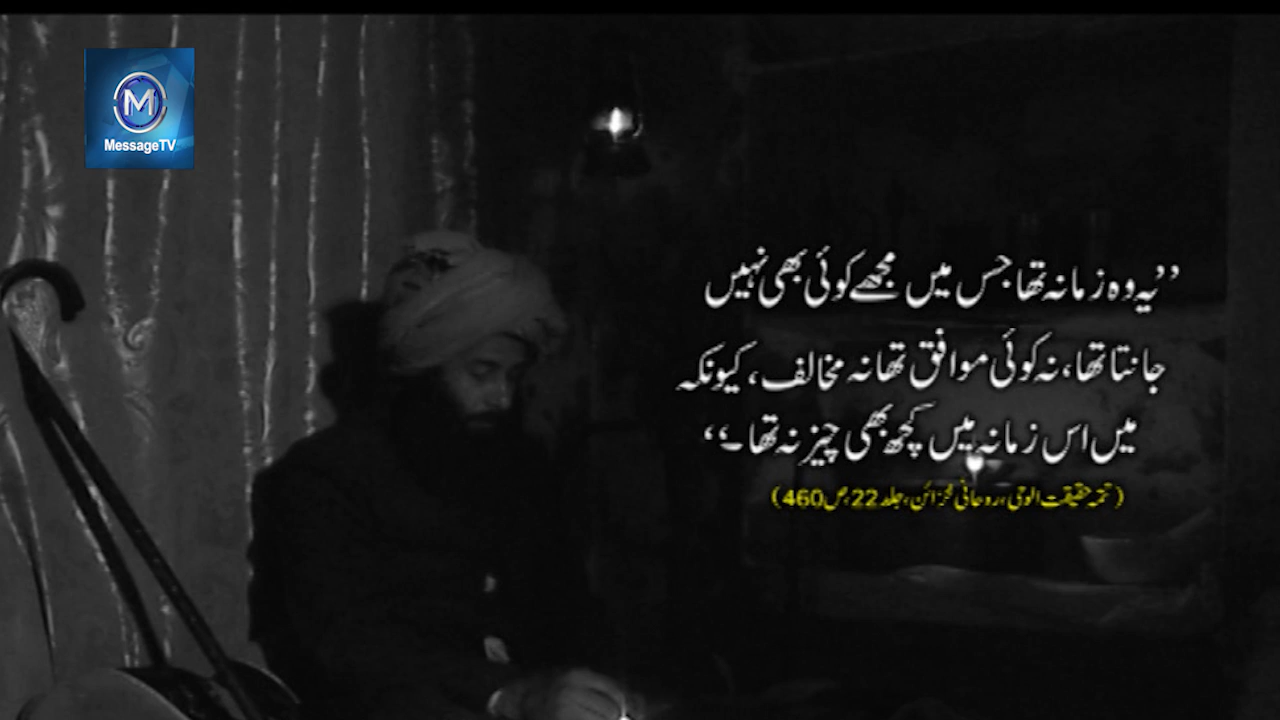 M
MessageTV
’’یہ وہ زمانہ تھا جس میں مجھے کوئی بھی نہیں
جانتا تھا، نہ کوئی موافق تھا نہ مخالف، کیونکہ
میں اس زمانہ میں کچھ بھی چیز نہ تھا۔‘‘
(تتمہ حقیقت الوحی، روحانی خزائن، جلد 22، ص 460)